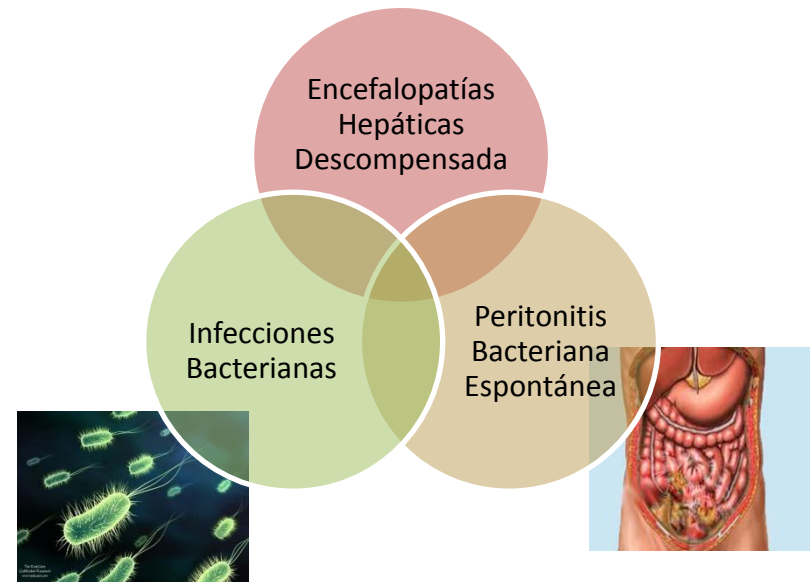 Encefalopatías
Hepáticas
Descompensada
Infecciones
Bacterianas
Peritonitis
Bacteriana
Espontánea